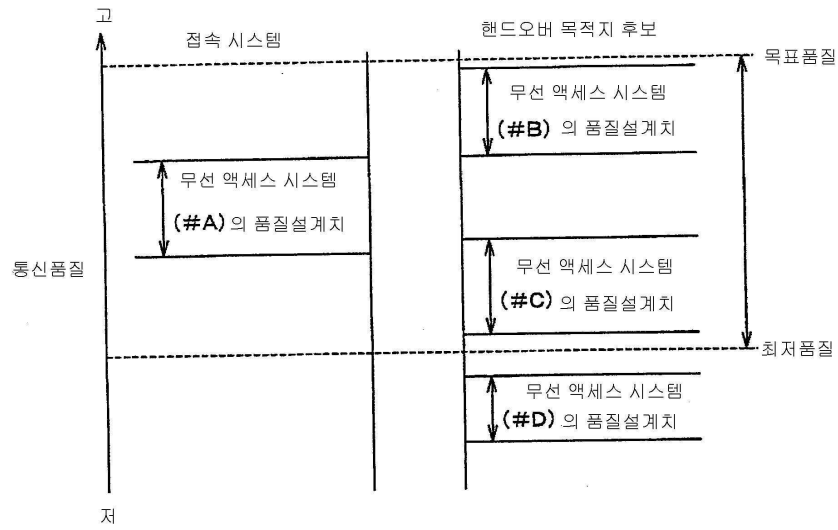 고
접속 시스템
핸드오버 목적지 후보
목표품질
무선 액세스 시스템
(#B) 의 품질설계치
무선 액세스 시스템
(#A) 의 품질설계치
통신품질
무선 액세스 시스템
(#C) 의 품질설계치
최저품질
무선 액세스 시스템
(#D) 의 품질설계치
저